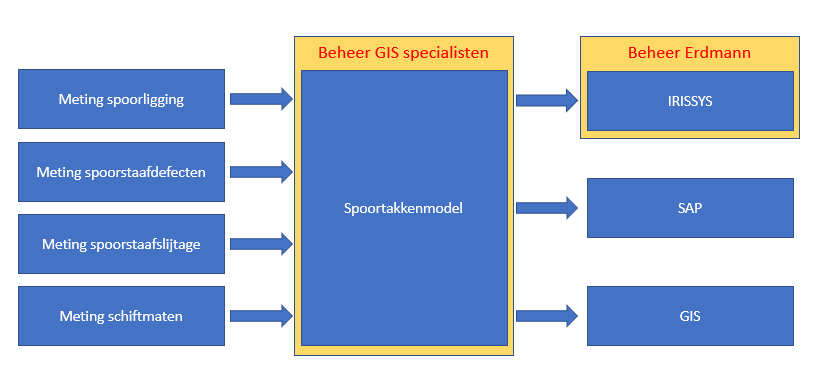 Beheer GIS specialisten
Beheer Erdmann
Meting spoorligging
IRISSYS
Meting spoorstaafdefecten
Spoortakkenmodel
SAP
Meting spoorstaafslijtage
Meting schiftmaten
GIS